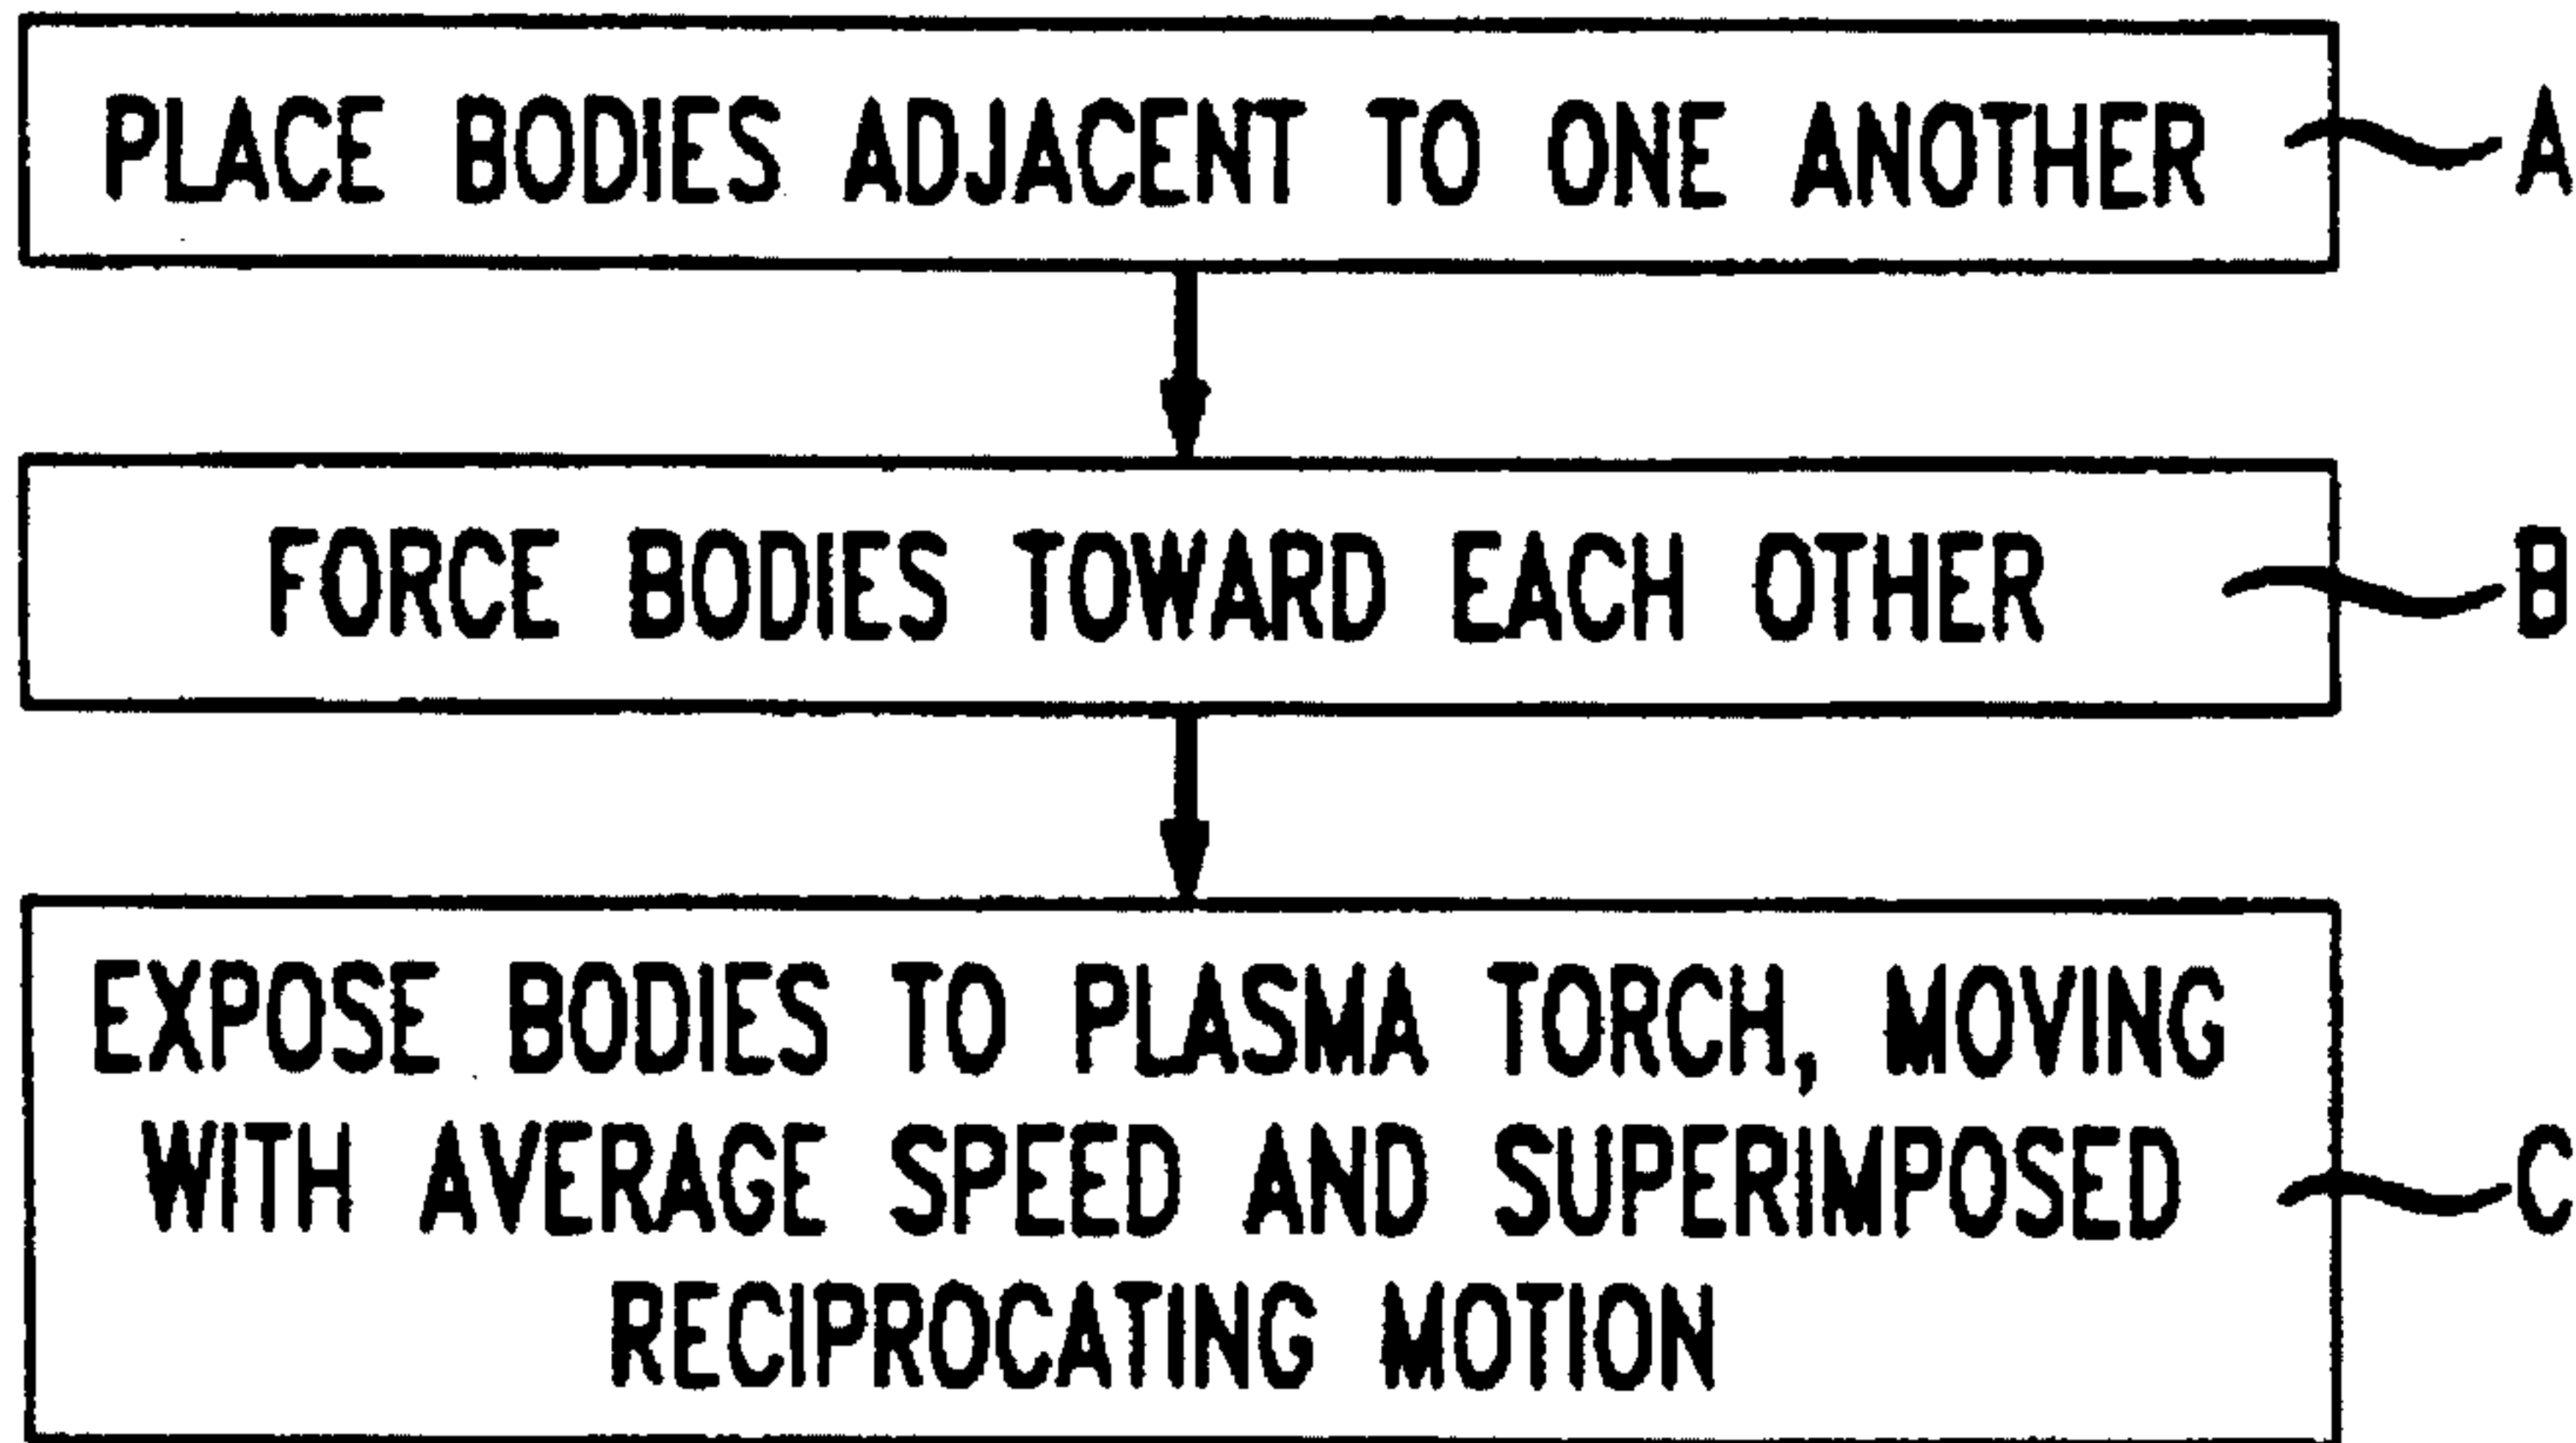 PLACE BODIES ADJACENT TO ONE ANOTHER
A
FORCE BODIES TOWARD EACH OTHER
B
EXPOSE BODIES TO PLASMA TORCH, MOVING
WITH AVERAGE SPEED AND SUPERIMPOSED
RECIPROCATING MOTION
C